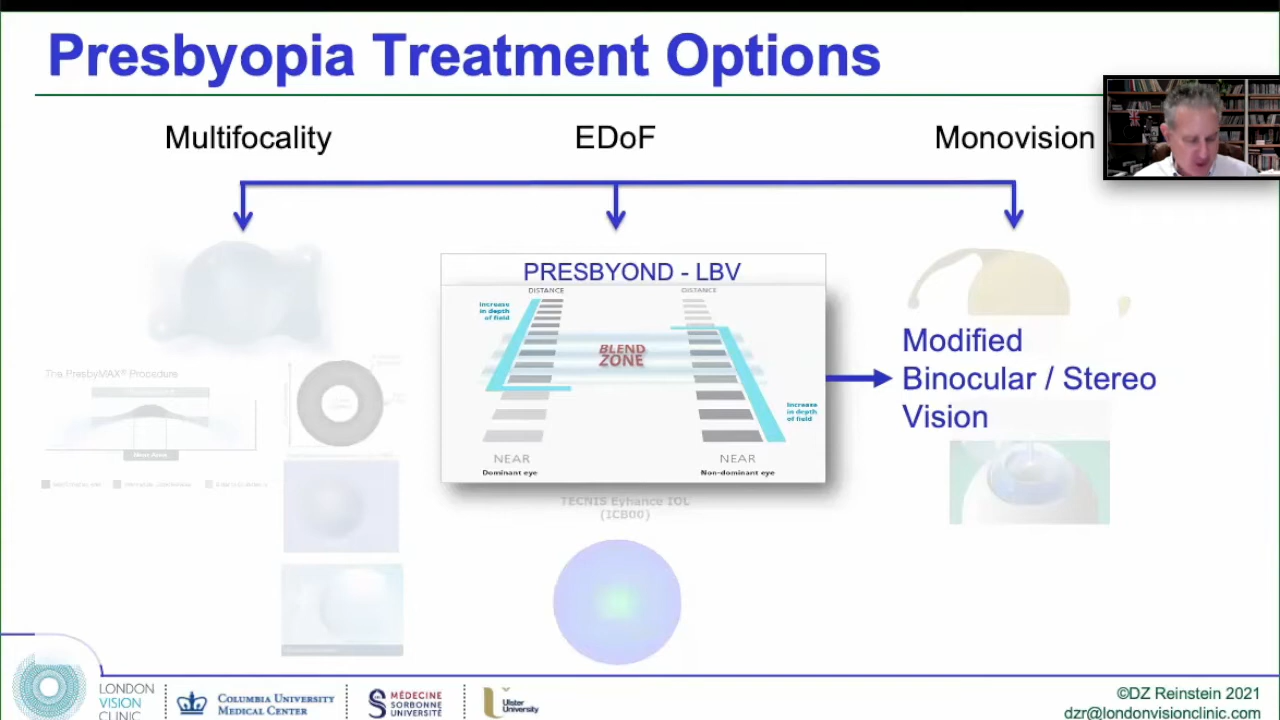 Presbyopia Treatment Options
Multifocality
EDoF
Monovision
PRESBYOND - LBV
DISTANCE
DISTANCE
Increase
in depth
of field
BLEND
ZONE
Increase
in depth
of field
NEAR
NEAR
Dominant eye
Non-dominant eye
Modified
Binocular / Stereo
Vision
The PresbyMAX® Procedure
Near Area
TECNIS Eyhance IOL
(ICB00)
LONDON
VISION
CLINIC
COLUMBIA UNIVERSITY
MEDICAL CENTER
MÉDECINE
SORBONNE
UNIVERSITÉ
Ulster
University
©DZ Reinstein 2021
dzr@londonvisionclinic.com